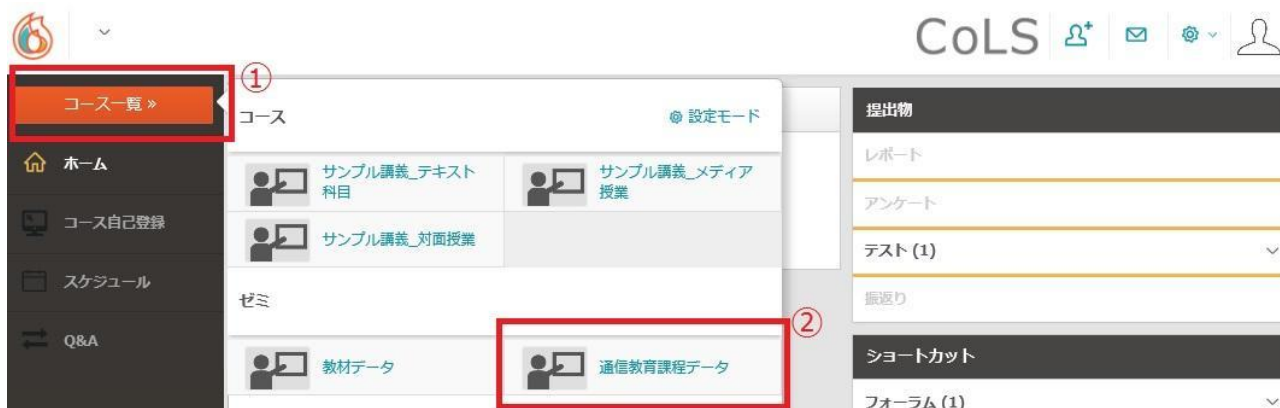 CoLS
①
コース一覧 »
コース
設定モード
提出物
ホーム
サンプル講義_テキスト
科目
サンプル講義_メディア
授業
レポート
コース自己登録
サンプル講義_対面授業
アンケート
テスト (1)
スケジュール
ゼミ
振返り
②
Q&A
教材データ
通信教育課程データ
ショートカット
フォーラム (1)